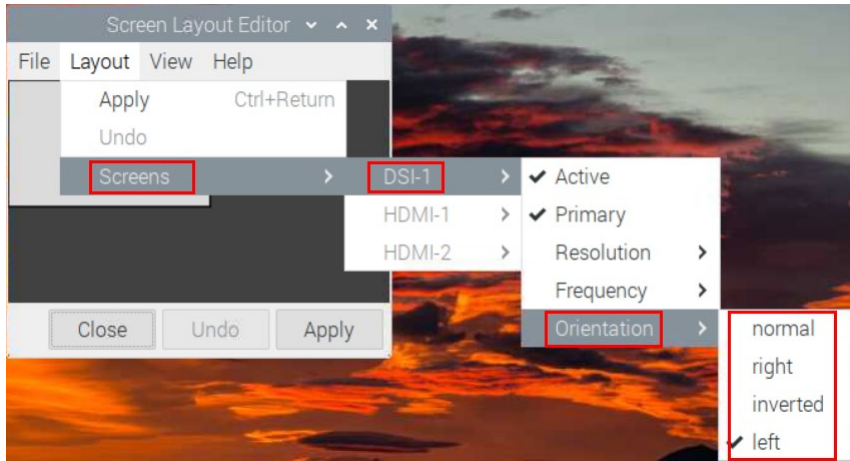 Screen Layout Editor
File Layout View Help
Apply Ctrl+Return
Undo
Screens
DSI-1
HDMI-1
HDMI-2
Active
Primary
Resolution
Frequency
Orientation
normal
right
inverted
left
Close Undo Apply